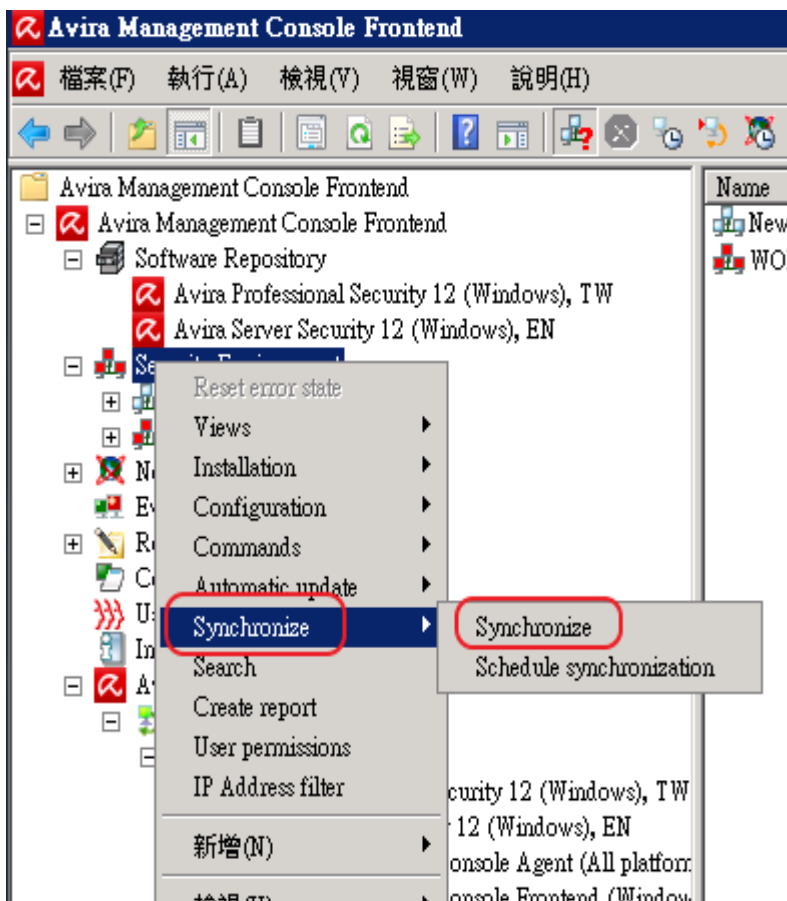 Avira Management Console Frontend
檔案(F) 執行(A) 檢視(V) 視窗(W) 說明(H)
Avira Management Console Frontend
Name
Avira Management Console Frontend
New
Software Repository
WO
Avira Professional Security 12 (Windows), TW
Avira Server Security 12 (Windows), EN
Reset error state
Views
Installation
Configuration
Commands
Automatic update
Synchronize
Synchronize
Search
Schedule synchronization
Create report
User permissions
IP Address filter
curity 12 (Windows), TW
12 (Windows), EN
新增(N)
onsole Agent (All platform
onsole Frontend (Window